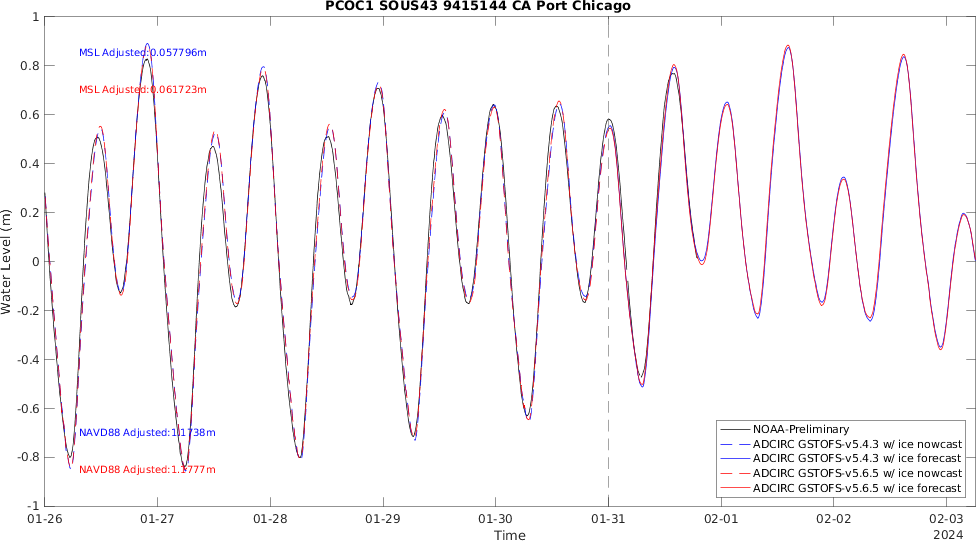 PCOC1 SOUS43 9415144 CA Port Chicago
1
0.8
0.6
0.4
0.2
0
-0.2
-0.4
-0.6
-0.8
-1
Water Level (m)
MSL Adjusted:0.057796m
MSL Adjusted:0.061723m
NAVD88 Adjusted:1.1738m
NAVD88 Adjusted:1.1777m
NOAA-Preliminary
ADCIRC GSTOFS-v5.4.3 w/ ice nowcast
ADCIRC GSTOFS-v5.4.3 w/ ice forecast
ADCIRC GSTOFS-v5.6.5 w/ ice nowcast
ADCIRC GSTOFS-v5.6.5 w/ ice forecast
01-26 01-27 01-28 01-29 01-30 01-31 02-01 02-02 02-03
Time
2024